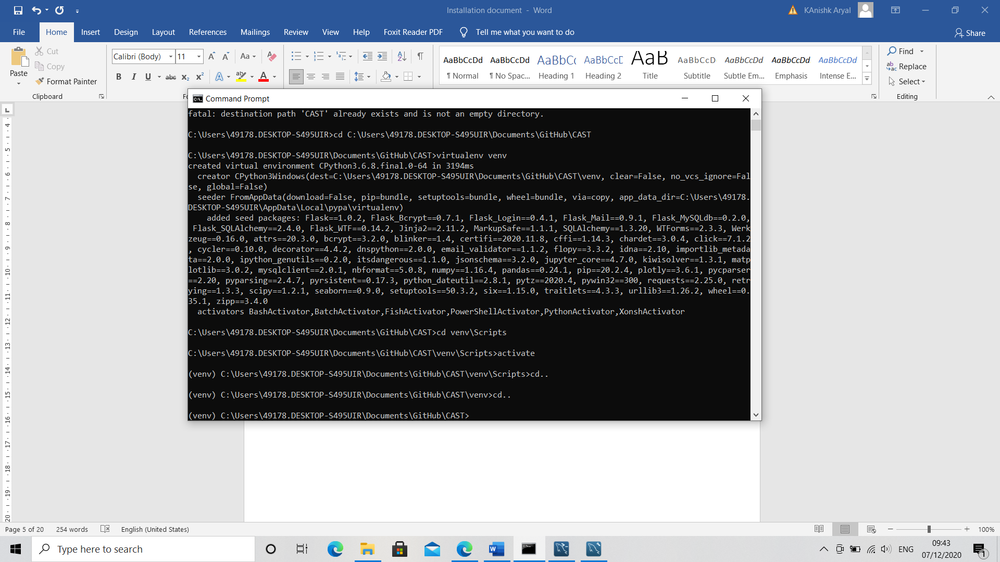 Installation document - Word
KAnishk Aryal
File Home Insert Design Layout References Mailings Review View Help Foxit Reader PDF Tell me what you want to do Share
Paste
Cut
Copy
Format Painter
Clipboard
Calibri (Body) 11
AaBbCcDd ¶ Normal
AaBbCcDd ¶ No Spac...
AaBbCc Heading 1
AaBbCcD Heading 2
AaB Title
AaBbCcD Subtitle
AaBbCcDd Subtle Em...
AaBbCcDd Emphasis
AaBbCcDd Intense E...
Find
Replace
Select
Editing
Command Prompt
fatal: destination path 'CAST' already exists and is not an empty directory.
C:\Users\49178.DESKTOP-S495UIR>cd C:\Users\49178.DESKTOP-S495UIR\Documents\GitHub\CAST
C:\Users\49178.DESKTOP-S495UIR\Documents\GitHub\CAST>virtualenv venv
created virtual environment CPython3.6.8.final.0-64 in 3194ms
  creator CPython3Windows(dest=C:\Users\49178.DESKTOP-S495UIR\Documents\GitHub\CAST\venv, clear=False, no_vcs_ignore=Fal
se, global=False)
  seeder FromAppData(download=False, pip=bundle, setuptools=bundle, wheel=bundle, via=copy, app_data_dir=C:\Users\49178.
DESKTOP-S495UIR\AppData\Local\pypa\virtualenv)
    added seed packages: Flask==1.0.2, Flask_Bcrypt==0.7.1, Flask_Login==0.4.1, Flask_Mail==0.9.1, Flask_MySQLdb==0.2.0,
 Flask_SQLAlchemy==2.4.0, Flask_WTF==0.14.2, Jinja2==2.11.2, MarkupSafe==1.1.1, SQLAlchemy==1.3.20, WTForms==2.3.3, Werk
zeug==0.16.0, attrs==20.3.0, bcrypt==3.2.0, blinker==1.4, certifi==2020.11.8, cffi==1.14.3, chardet==3.0.4, click==7.1.2
, cycler==0.10.0, decorator==4.4.2, dnspython==2.0.0, email_validator==1.1.2, flopy==3.3.2, idna==2.10, importlib_metada
ta==2.0.0, ipython_genutils==0.2.0, itsdangerous==1.1.0, jsonschema==3.2.0, jupyter_core==4.7.0, kiwisolver==1.3.1, matp
lotlib==3.0.2, mysqlclient==2.0.1, nbformat==5.0.8, numpy==1.16.4, pandas==0.24.1, pip==20.2.4, plotly==3.6.1, pycparser
==2.20, pyparsing==2.4.7, pyrsistent==0.17.3, python_dateutil==2.8.1, pytz==2020.4, pywin32==300, requests==2.25.0, retr
ying==1.3.3, scipy==1.2.1, seaborn==0.9.0, setuptools==50.3.2, six==1.15.0, traitlets==4.3.3, urllib3==1.26.2, wheel==0.
35.1, zipp==3.4.0
  activators BashActivator,BatchActivator,FishActivator,PowerShellActivator,PythonActivator,XonshActivator
C:\Users\49178.DESKTOP-S495UIR\Documents\GitHub\CAST>cd venv\Scripts
C:\Users\49178.DESKTOP-S495UIR\Documents\GitHub\CAST\venv\Scripts>activate
(venv) C:\Users\49178.DESKTOP-S495UIR\Documents\GitHub\CAST\venv\Scripts>cd..
(venv) C:\Users\49178.DESKTOP-S495UIR\Documents\GitHub\CAST\venv>cd..
(venv) C:\Users\49178.DESKTOP-S495UIR\Documents\GitHub\CAST>
Page 5 of 20 254 words English (United States) 100%
Type here to search
ENG
09:43
07/12/2020
1